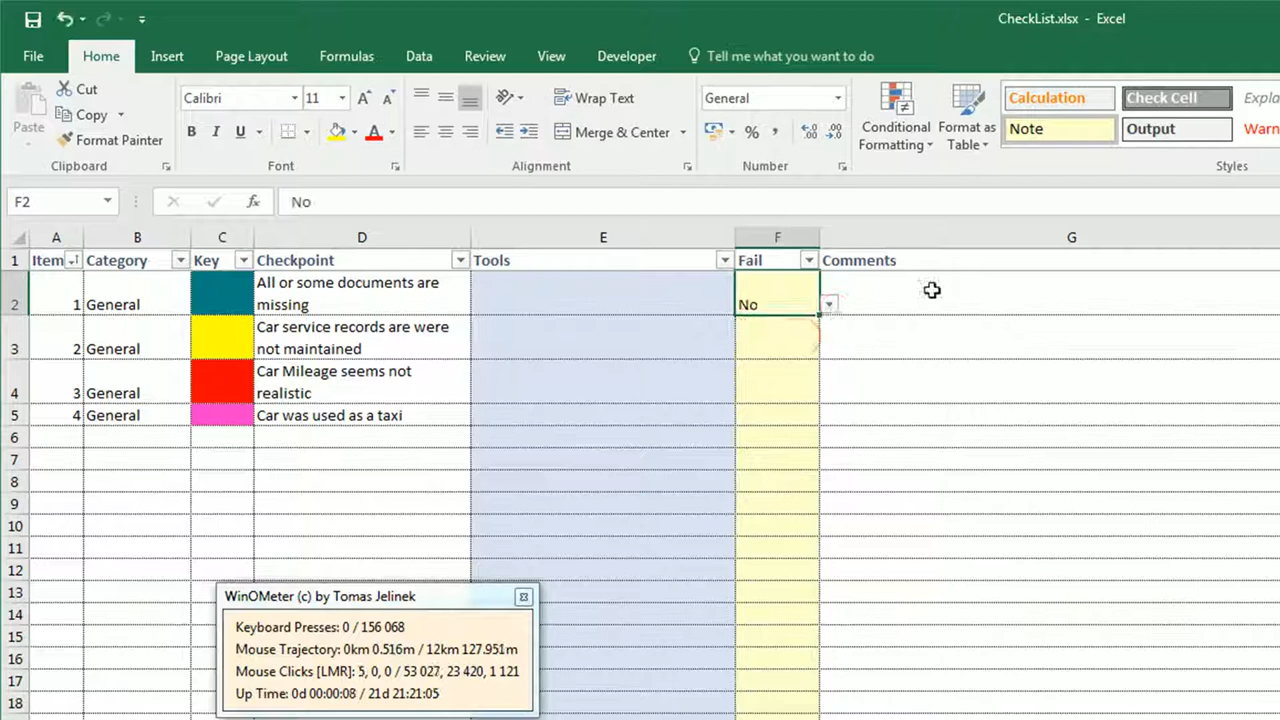 CheckList.xlsx - Excel
File Home Insert Page Layout Formulas Data Review View Developer Tell me what you want to do
Paste
Cut
Copy
Format Painter
Clipboard
Calibri 11
B I U A
Font
Wrap Text
Merge & Center
Alignment
General
%
Number
Conditional Formatting
Format as Table
Calculation Check Cell
Note Output
Styles
F2 fx No
A B C D E F G
1 Item Category Key Checkpoint Tools Fail Comments
2 1 General All or some documents are missing No
3 2 General Car service records are were not maintained
4 3 General Car Mileage seems not realistic
5 4 General Car was used as a taxi
6
7
8
9
10
11
12
13
14
15
16
17
18
WinOMeter (c) by Tomas Jelinek
Keyboard Presses: 0 / 156 068
Mouse Trajectory: 0km 0.516m / 12km 127.951m
Mouse Clicks [LMR]: 5, 0, 0 / 53 027, 23 420, 1 121
Up Time: 0d 00:00:08 / 21d 21:21:05